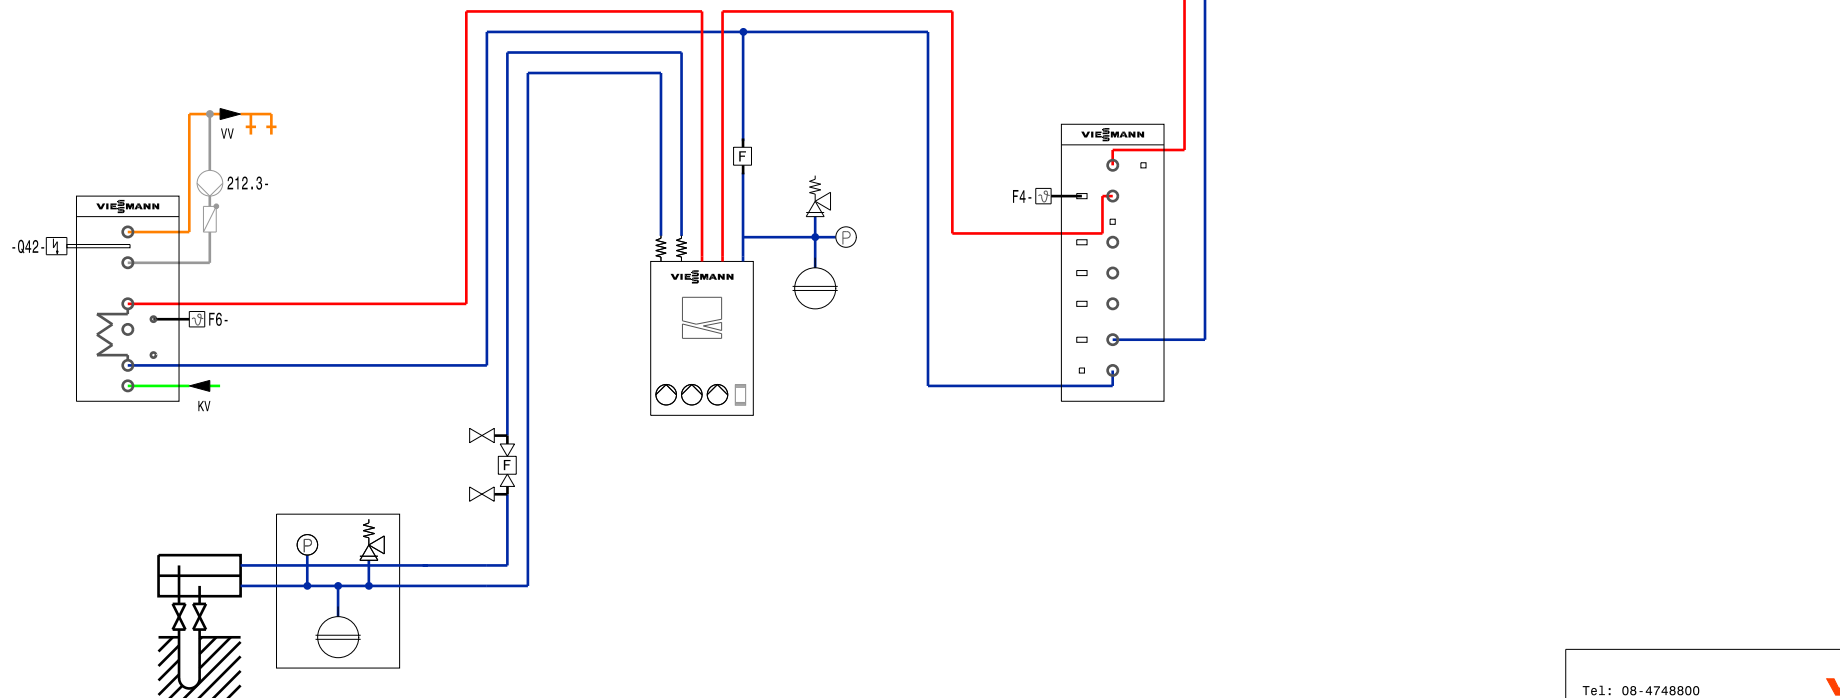 VV
212.3-
VIESMANN
-Q42-
F6-
KV
F
P
VIESMANN
F
P
VIESMANN
F4-
Tel: 08-4748800